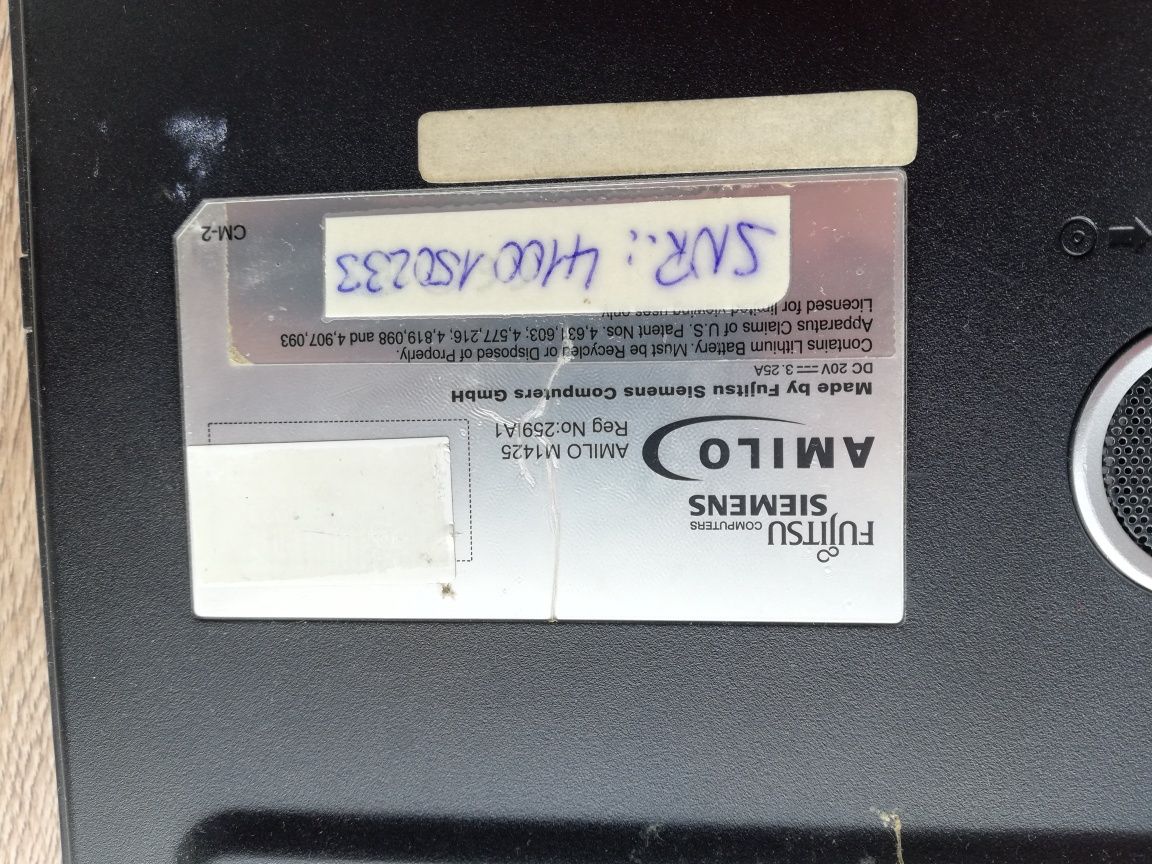 FUJITSU
COMPUTERS
SIEMENS
AMILO
AMILO M1425
Reg No:259IA1
Made by Fujitsu Siemens Computers GmbH
DC 20V 3.25A
Contains Lithium Battery. Must be Recycled or Disposed of Properly.
Apparatus Claims of U.S. Patent Nos. 4,631,603; 4,577,216; 4,819,098 and 4,907,093
Licensed for limited viewing uses only
SNR.: 4100150233
CM-2